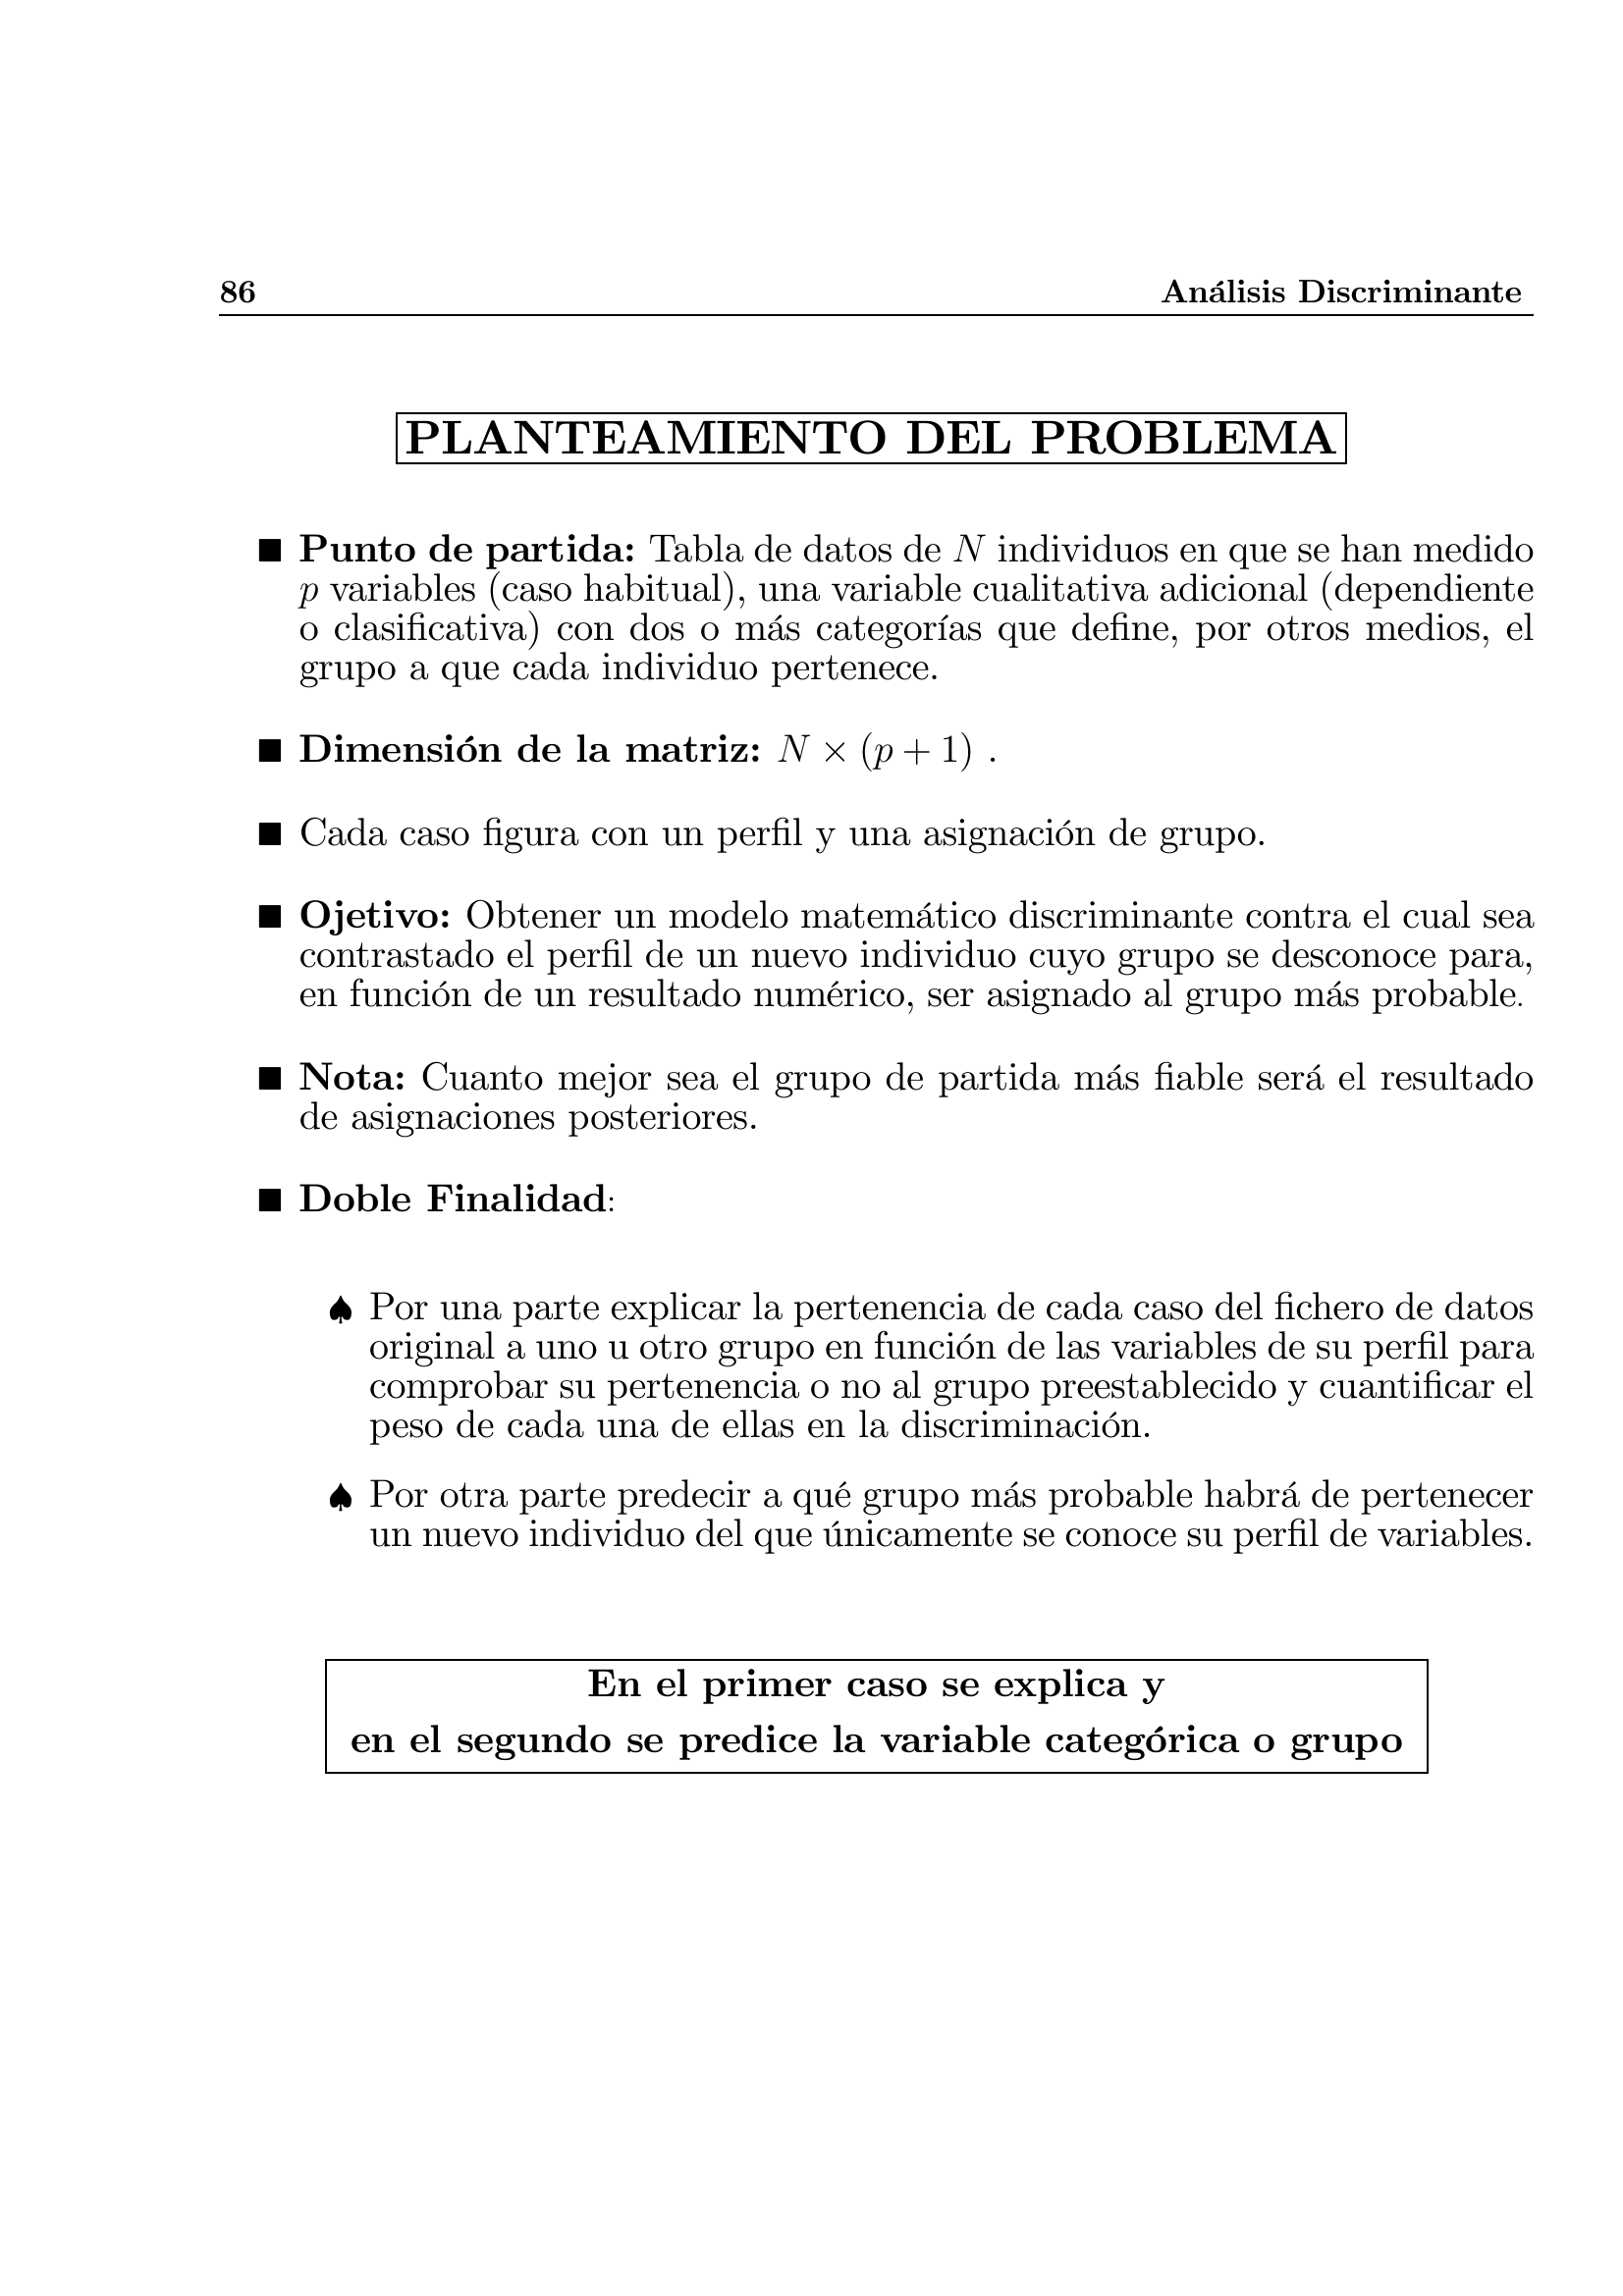 86 Análisis Discriminante
PLANTEAMIENTO DEL PROBLEMA
■ Punto de partida: Tabla de datos de N individuos en que se han medido
p variables (caso habitual), una variable cualitativa adicional (dependiente
o clasificativa) con dos o más categorías que define, por otros medios, el
grupo a que cada individuo pertenece.
■ Dimensión de la matriz: N × (p + 1) .
■ Cada caso figura con un perfil y una asignación de grupo.
■ Ojetivo: Obtener un modelo matemático discriminante contra el cual sea
contrastado el perfil de un nuevo individuo cuyo grupo se desconoce para,
en función de un resultado numérico, ser asignado al grupo más probable.
■ Nota: Cuanto mejor sea el grupo de partida más fiable será el resultado
de asignaciones posteriores.
■ Doble Finalidad:
♠ Por una parte explicar la pertenencia de cada caso del fichero de datos
original a uno u otro grupo en función de las variables de su perfil para
comprobar su pertenencia o no al grupo preestablecido y cuantificar el
peso de cada una de ellas en la discriminación.
♠ Por otra parte predecir a qué grupo más probable habrá de pertenecer
un nuevo individuo del que únicamente se conoce su perfil de variables.
En el primer caso se explica y
en el segundo se predice la variable categórica o grupo